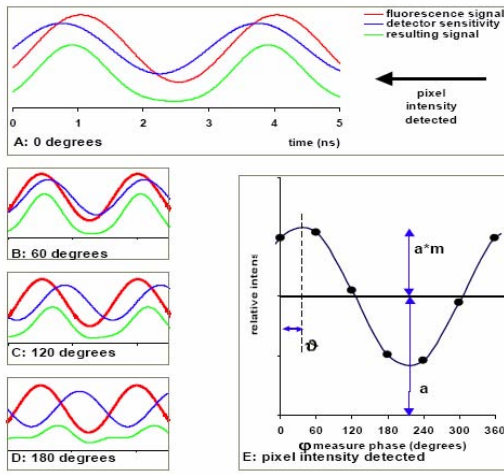 fluorescence signal
detector sensitivity
resulting signal
pixel
intensity
detected
0 1 2 3 4 5
A: 0 degrees time (ns)
B: 60 degrees
C: 120 degrees
D: 180 degrees
relative intens
a*m
ϑ
a
0 60 120 180 240 300 360
φ measure phase (degrees)
E: pixel intensity detected